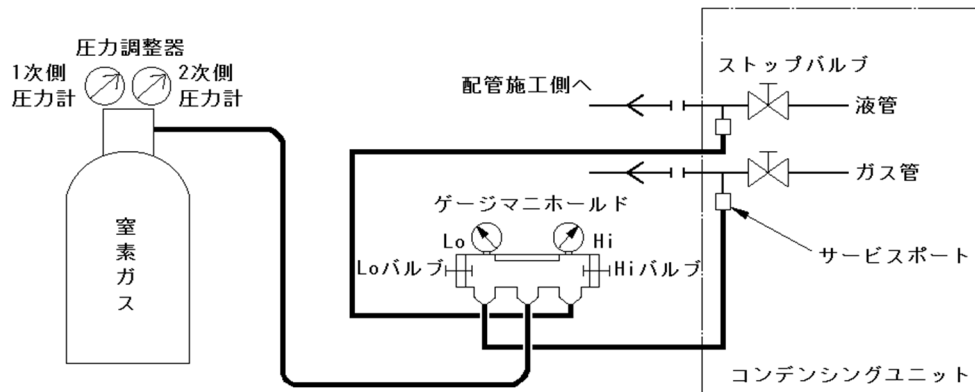 圧力調整器
1次側
圧力計
2次側
圧力計
窒素ガス
配管施工側へ
ストップバルブ
液管
ガス管
ゲージマニホールド
Lo
Hi
Loバルブ
Hiバルブ
サービスポート
コンデンシングユニット